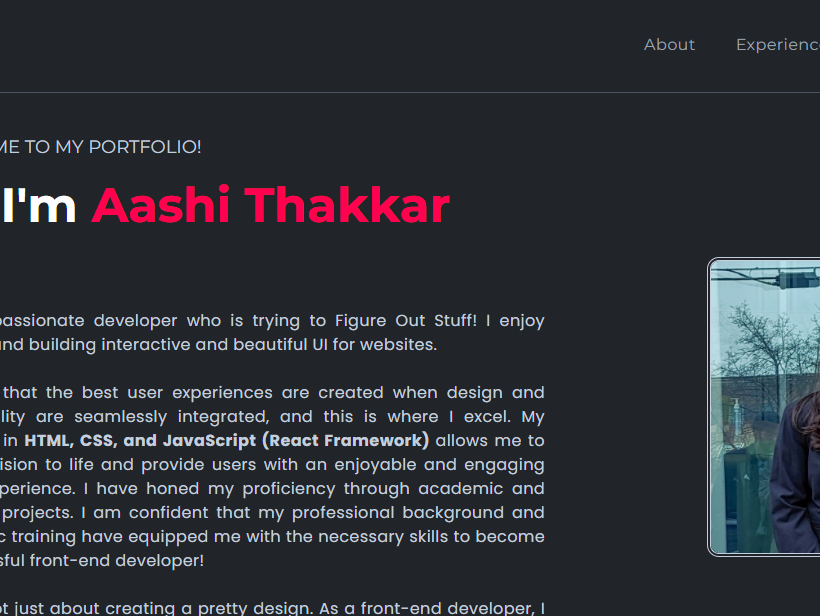 About Experienc
ME TO MY PORTFOLIO!
I'm Aashi Thakkar
passionate developer who is trying to Figure Out Stuff! I enjoy
and building interactive and beautiful UI for websites.
that the best user experiences are created when design and
lity are seamlessly integrated, and this is where I excel. My
in HTML, CSS, and JavaScript (React Framework) allows me to
ision to life and provide users with an enjoyable and engaging
perience. I have honed my proficiency through academic and
projects. I am confident that my professional background and
c training have equipped me with the necessary skills to become
sful front-end developer!
ot just about creating a pretty design. As a front-end developer, I